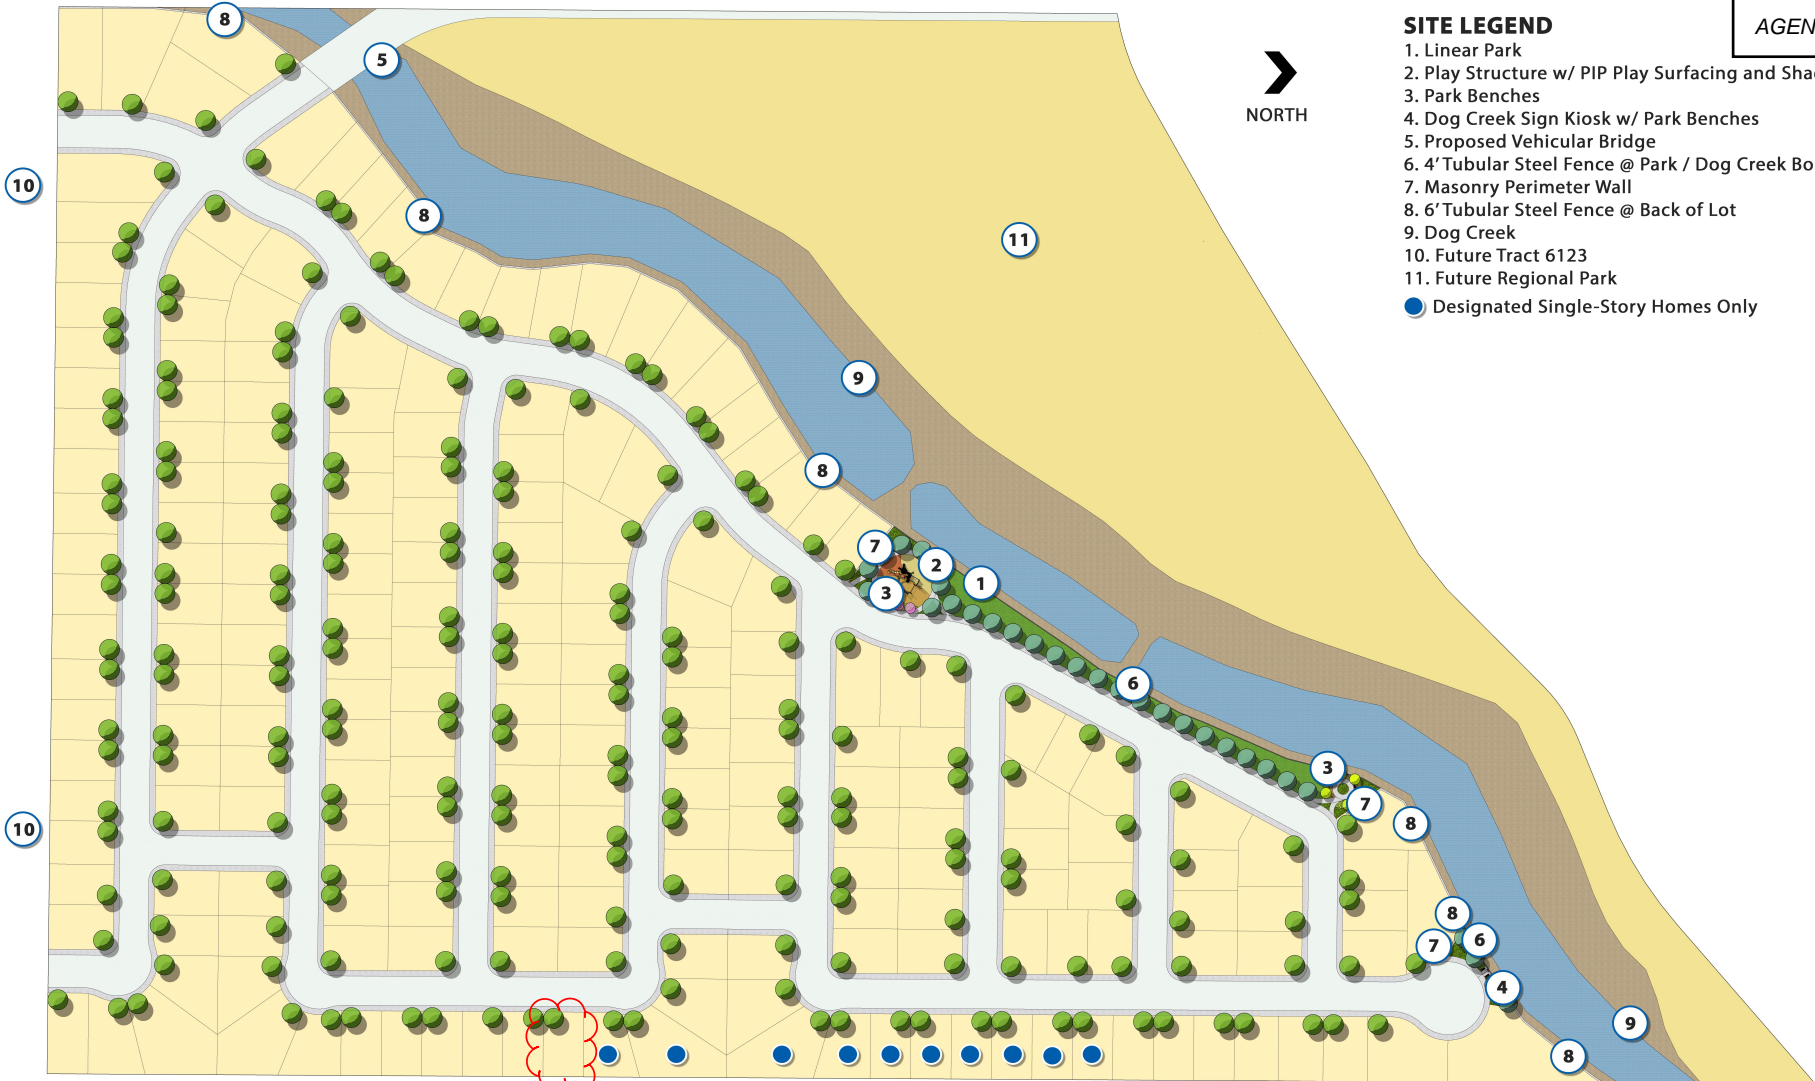 SITE LEGEND
1. Linear Park
2. Play Structure w/ PIP Play Surfacing and
3. Park Benches
4. Dog Creek Sign Kiosk w/ Park Benches
5. Proposed Vehicular Bridge
6. 4' Tubular Steel Fence @ Park / Dog Creek
7. Masonry Perimeter Wall
8. 6' Tubular Steel Fence @ Back of Lot
9. Dog Creek
10. Future Tract 6123
11. Future Regional Park
Designated Single-Story Homes Only
NORTH
8
5
10
8
11
9
8
7
2
1
3
6
3
7
8
10
8
7
6
4
9
8